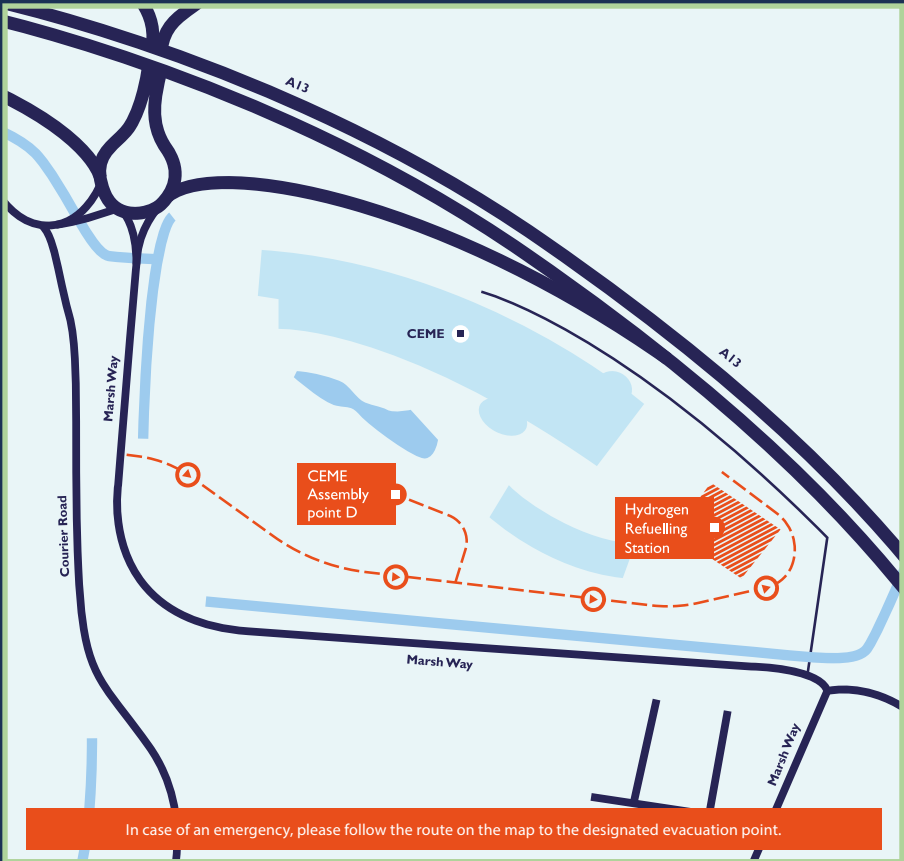 A13
CEME
A13
Marsh Way
CEME
Assembly
point D
Hydrogen
Refuelling
Station
Courier Road
Marsh Way
Marsh Way
In case of an emergency, please follow the route on the map to the designated evacuation point.